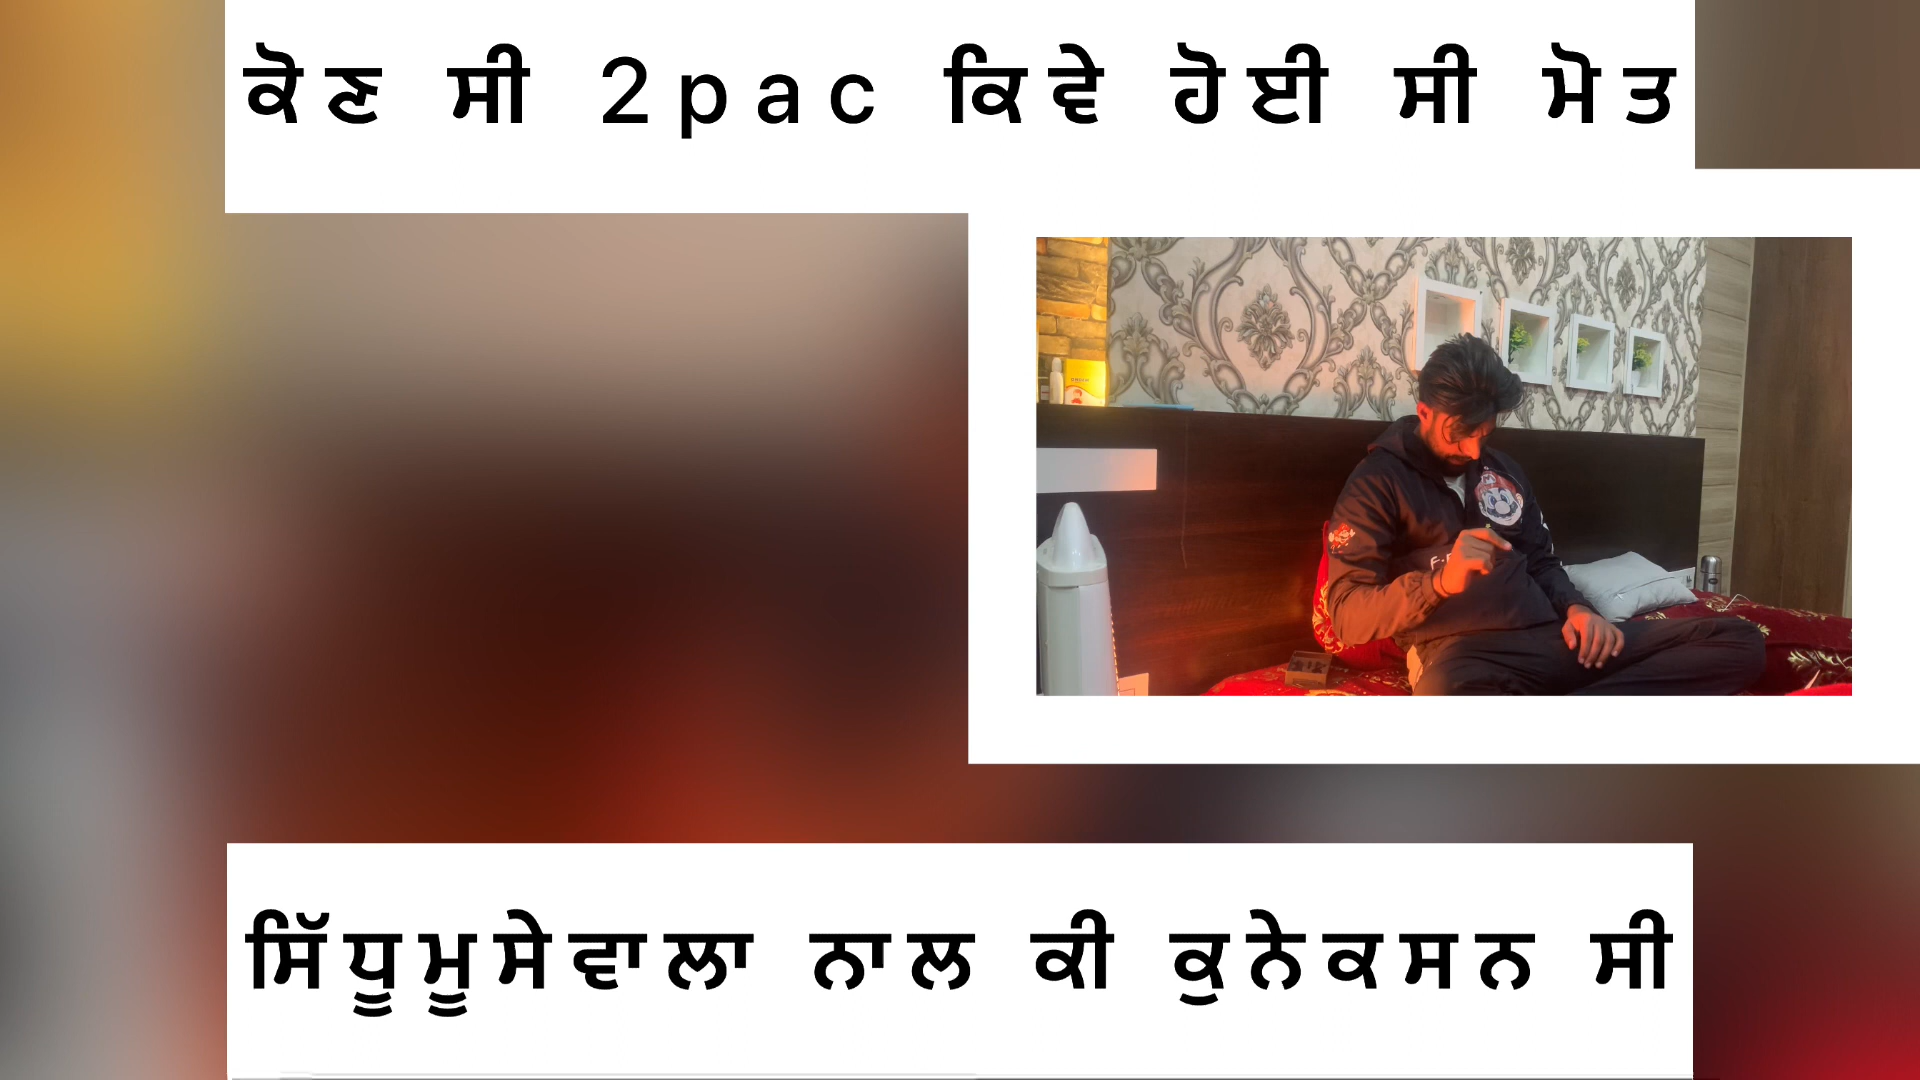 ਕੋਣ ਸੀ 2pac ਕਿਵੇ ਹੋਈ ਸੀ ਮੋਤ
ਸਿੱਧੂਮੂਸੇਵਾਲਾ ਨਾਲ ਕੀ ਕੁਨੇਕਸਨ ਸੀ